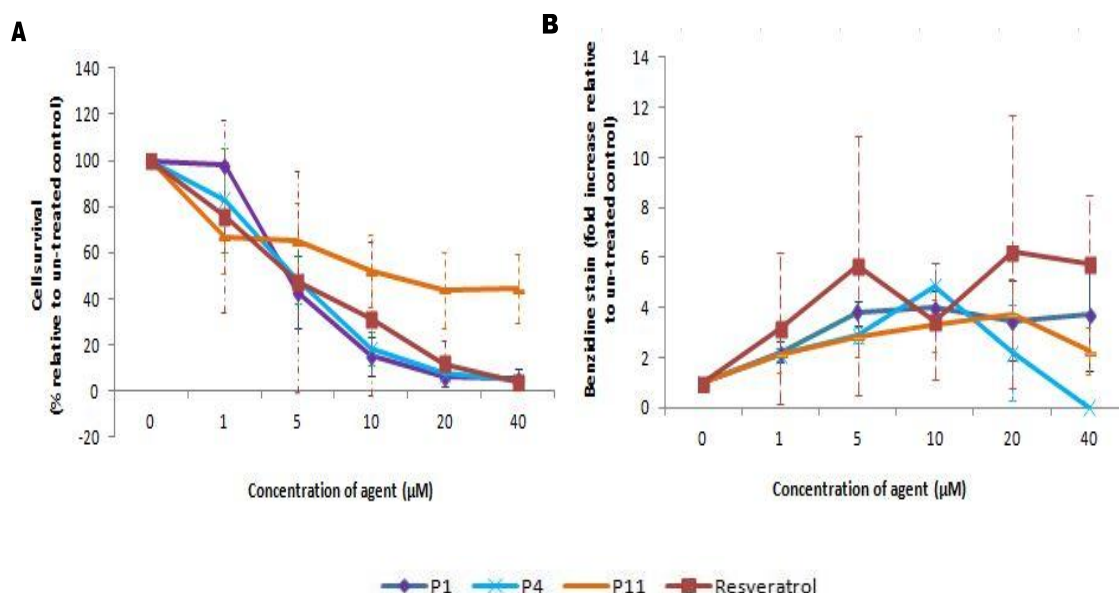 A
Cell survival
(% relative to un-treated control)
140
120
100
80
60
40
20
0
-20
0 1 5 10 20 40
Concentration of agent (µM)
B
Benzidine stain (fold increase relative
to un-treated control)
14
12
10
8
6
4
2
0
0 1 5 10 20 40
Concentration of agent (µM)
P1 P4 P11 Resveratrol